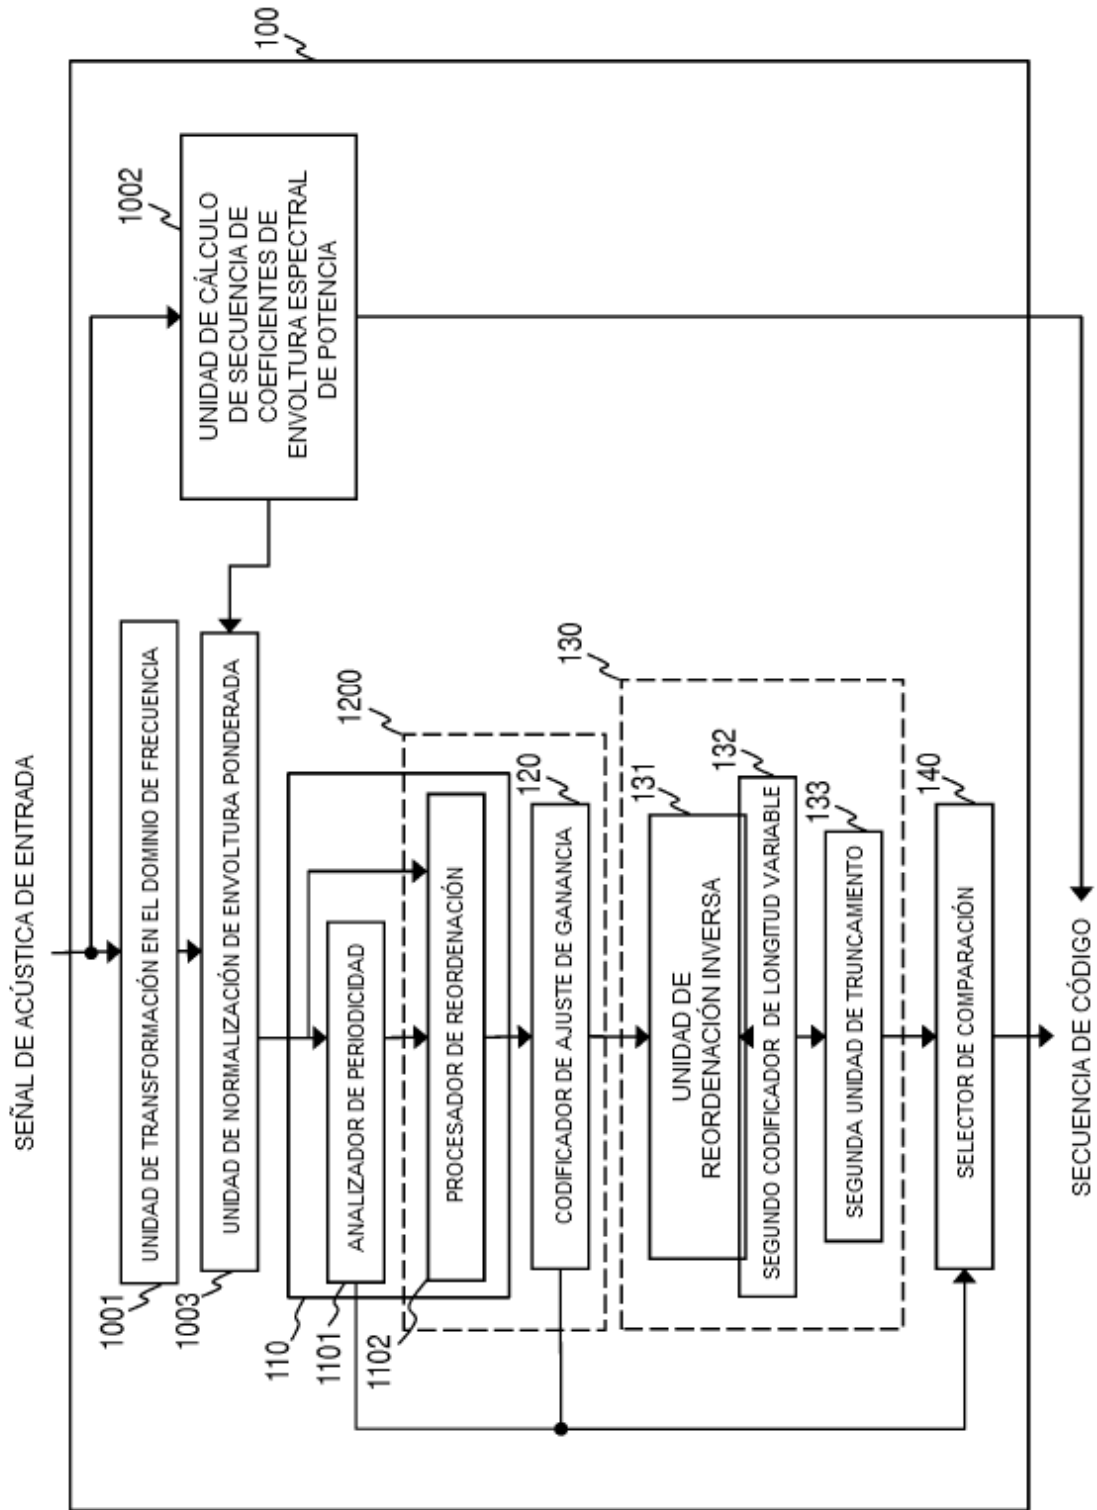 SEÑAL DE ACÚSTICA DE ENTRADA
100
1001
UNIDAD DE TRANSFORMACIÓN EN EL DOMINIO DE FRECUENCIA
1002
UNIDAD DE CÁLCULO
DE SECUENCIA DE
COEFICIENTES DE
ENVOLTURA ESPECTRAL
DE POTENCIA
1003
UNIDAD DE NORMALIZACIÓN DE ENVOLTURA PONDERADA
110
1101
ANALIZADOR DE PERIODICIDAD
1200
1102
PROCESADOR DE REORDENACIÓN
120
CODIFICADOR DE AJUSTE DE GANANCIA
130
131
UNIDAD DE
REORDENACIÓN INVERSA
132
SEGUNDO CODIFICADOR DE LONGITUD VARIABLE
133
SEGUNDA UNIDAD DE TRUNCAMIENTO
140
SELECTOR DE COMPARACIÓN
SECUENCIA DE CÓDIGO